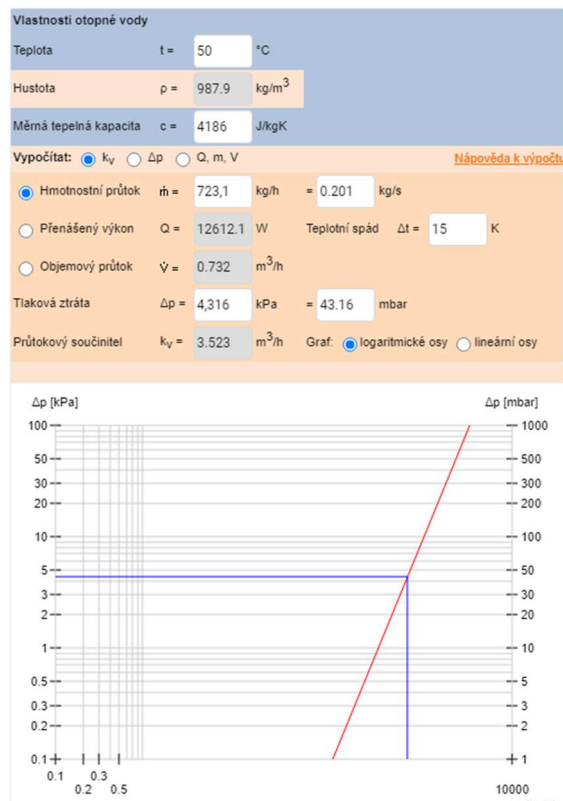 Vlastnosti otopné vody
Teplota t = 50 °C
Hustota ρ = 987.9 kg/m³
Měrná tepelná kapacita c = 4186 J/kgK
Vypočítat: kV Δp Q, m, V Nápověda k výpočtu
Hmotnostní průtok ṁ = 723,1 kg/h = 0.201 kg/s
Přenášený výkon Q = 12612.1 W Teplotní spád Δt = 15 K
Objemový průtok V̇ = 0.732 m³/h
Tlaková ztráta Δp = 4,316 kPa = 43.16 mbar
Průtokový součinitel kV = 3.523 m³/h Graf: logaritmické osy lineární osy
Δp [kPa] Δp [mbar]
100 1000
50 500
30 300
20 200
10 100
5 50
3 30
2 20
1 10
0.5 5
0.3 3
0.2 2
0.1 1
0.1 0.3
0.2 0.5 10000